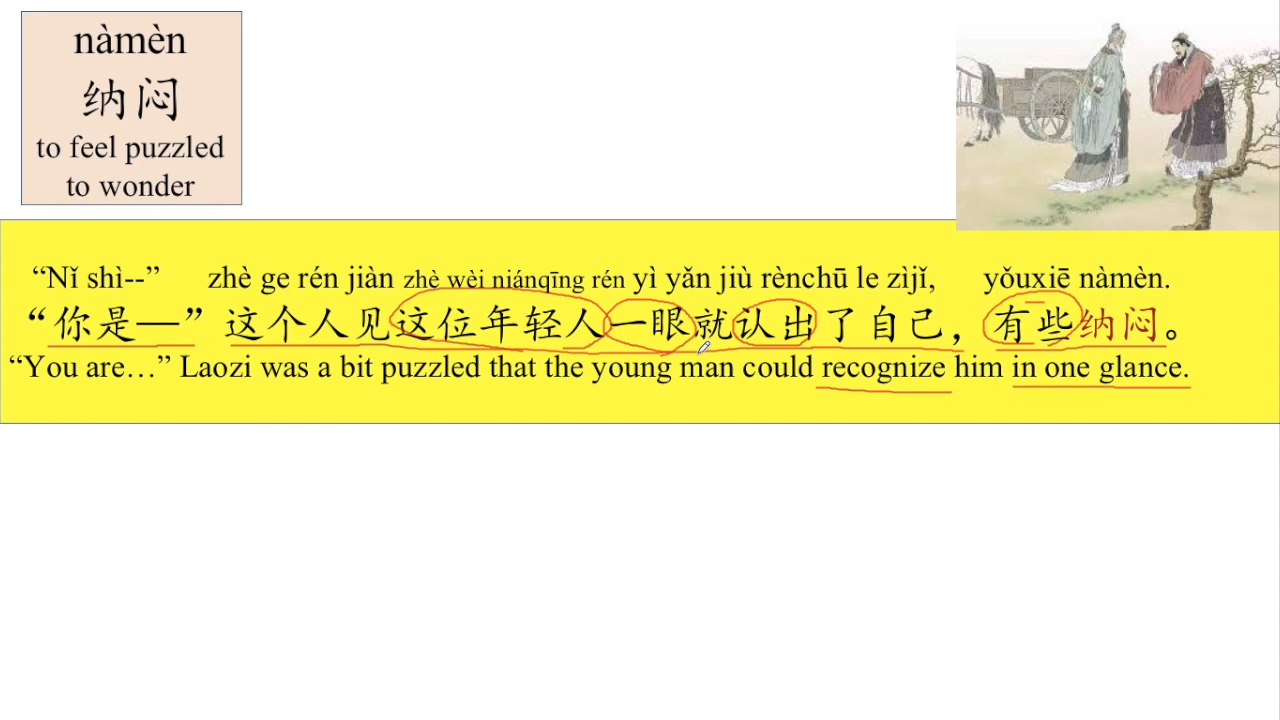 nàmèn
纳闷
to feel puzzled
to wonder
“Nǐ shì--” zhè ge rén jiàn zhè wèi niánqīng rén yì yǎn jiù rènchū le zìjǐ, yǒuxiē nàmèn.
“你是—”这个人见这位年轻人一眼就认出了自己，有些纳闷。
“You are…” Laozi was a bit puzzled that the young man could recognize him in one glance.